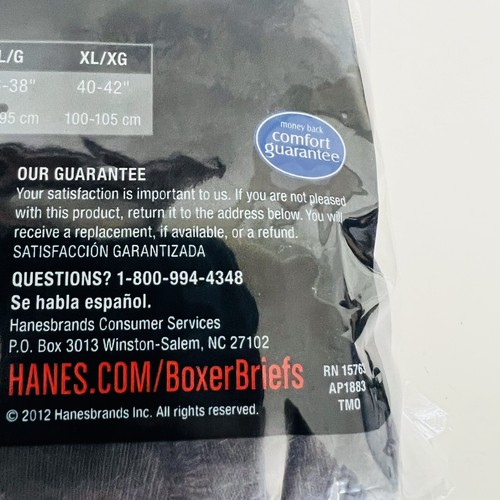 L/G XL/XG
-38" 40-42"
95 cm 100-105 cm
money back
comfort
guarantee
OUR GUARANTEE
Your satisfaction is important to us. If you are not pleased
with this product, return it to the address below. You will
receive a replacement, if available, or a refund.
SATISFACCIÓN GARANTIZADA
QUESTIONS? 1-800-994-4348
Se habla español.
Hanesbrands Consumer Services
P.O. Box 3013 Winston-Salem, NC 27102
HANES.COM/BoxerBriefs
RN 15763
AP1883
TMO
© 2012 Hanesbrands Inc. All rights reserved.